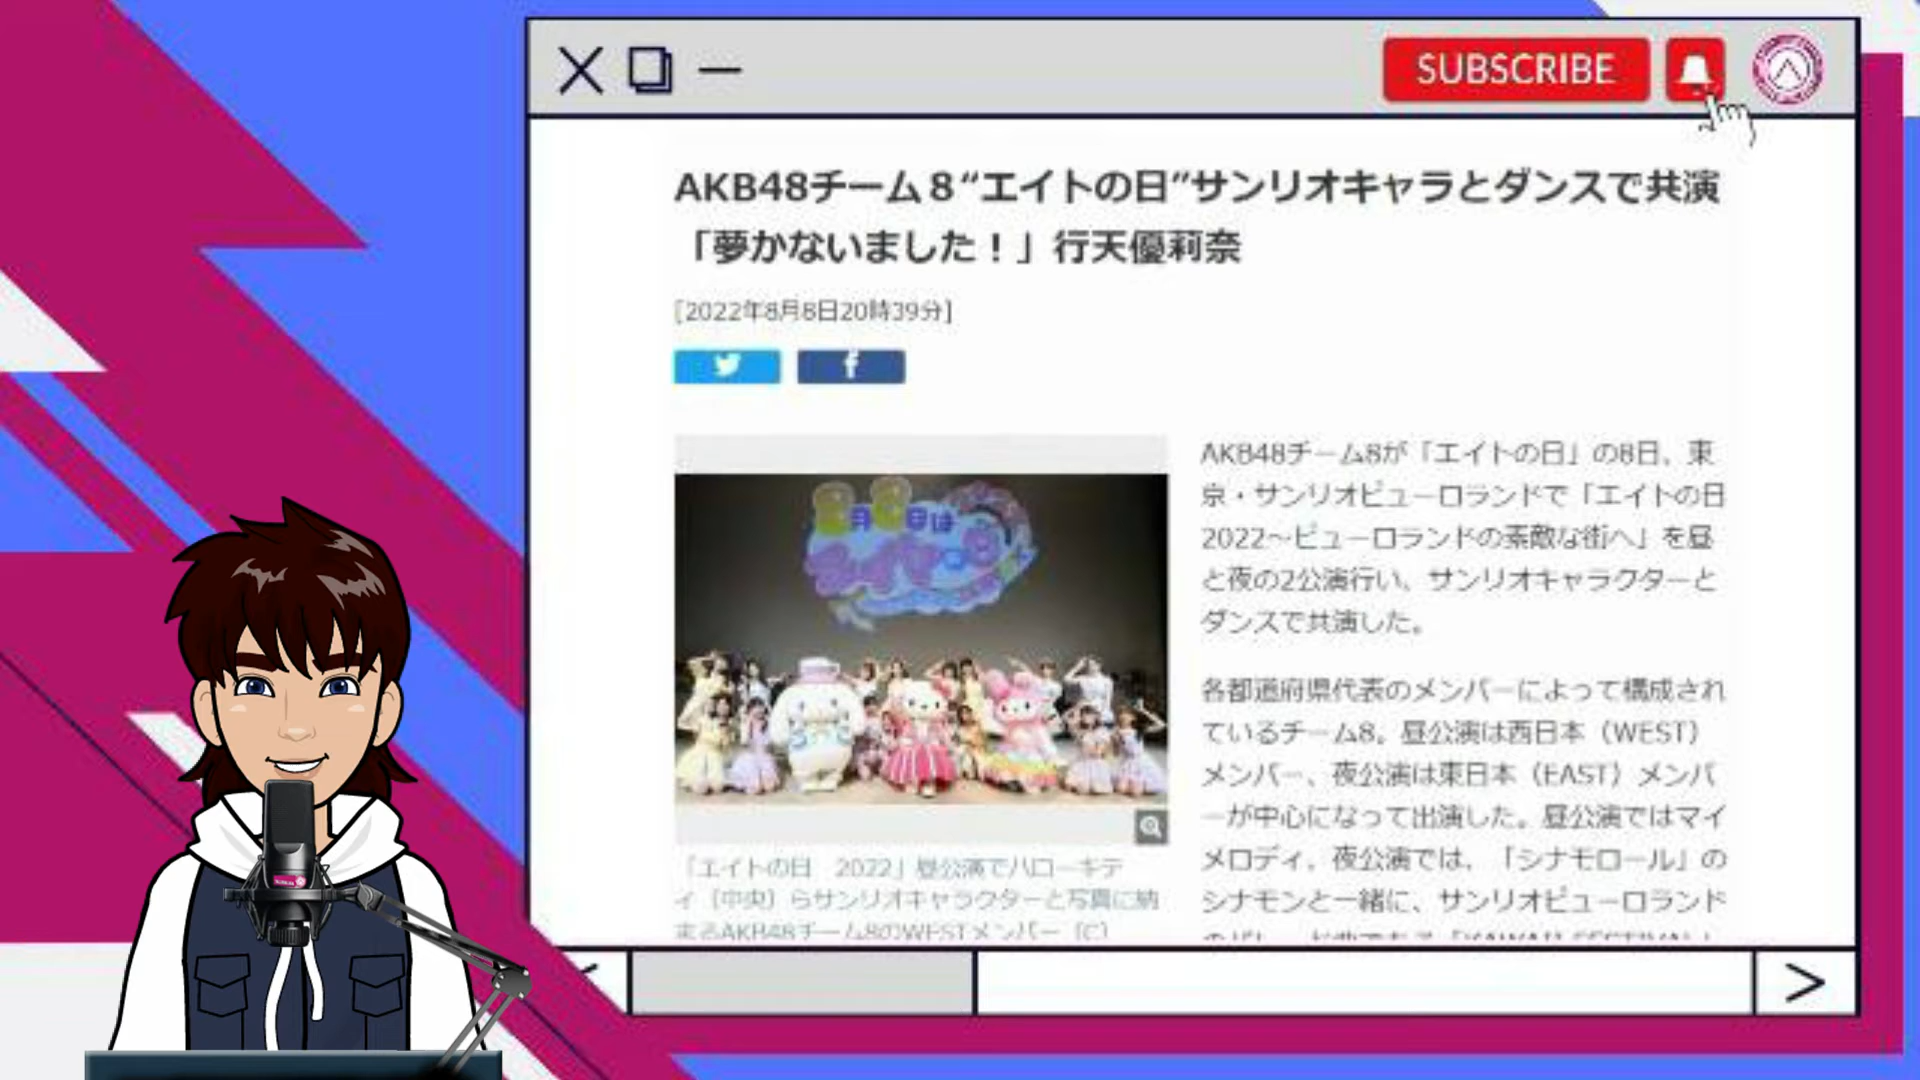 SUBSCRIBE
AKB48チーム８“エイトの日”サンリオキャラとダンスで共演
「夢かないました！」行天優莉奈
[2022年8月8日20時39分]
AKB48チーム8が「エイトの日」の8日、東
京・サンリオピューロランドで「エイトの日
2022～ピューロランドの素敵な街へ」を昼
と夜の2公演行い、サンリオキャラクターと
ダンスで共演した。
各都道府県代表のメンバーによって構成され
ているチーム8。昼公演は西日本（WEST）
メンバー、夜公演は東日本（EAST）メンバ
ーが中心になって出演した。昼公演ではマイ
メロディ、夜公演では、「シナモロール」の
シナモンと一緒に、サンリオピューロランド
8月8日は
エイトの日
「エイトの日　2022」昼公演でハローキテ
ィ（中央）らサンリオキャラクターと写真に納
まるAKB48チーム8のWESTメンバー（C）